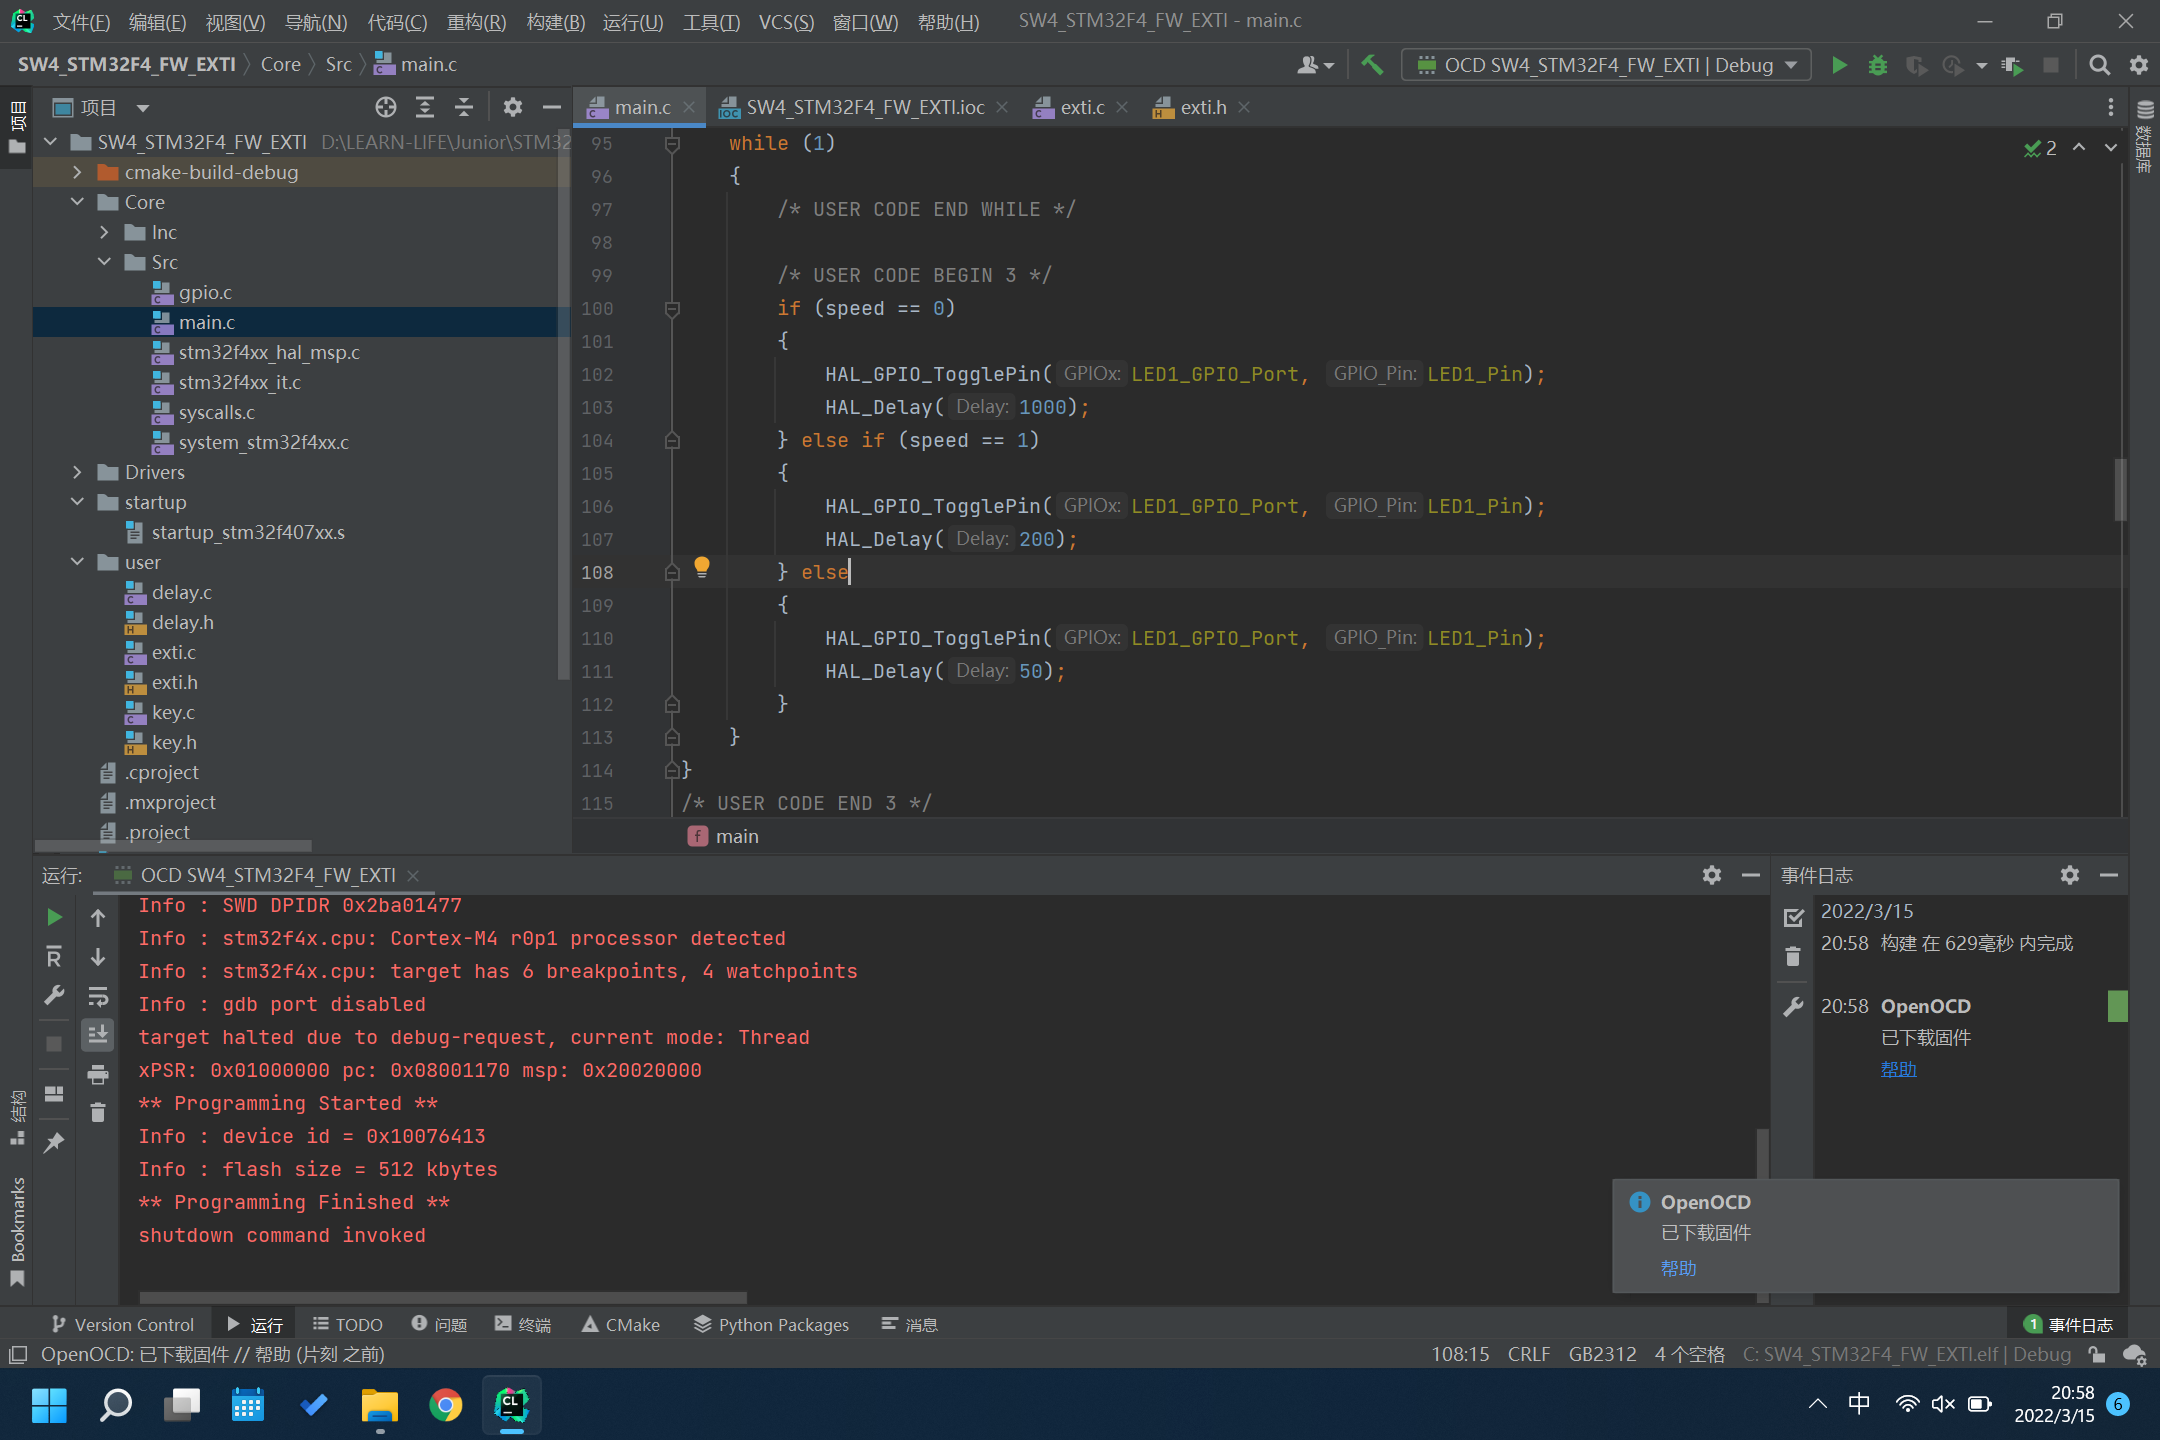 文件(F) 编辑(E) 视图(V) 导航(N) 代码(C) 重构(R) 构建(B) 运行(U) 工具(T) VCS(S) 窗口(W) 帮助(H) SW4_STM32F4_FW_EXTI - main.c
SW4_STM32F4_FW_EXTI Core Src main.c
OCD SW4_STM32F4_FW_EXTI | Debug
项目
项目
SW4_STM32F4_FW_EXTI D:\LEARN-LIFE\Junior\STM32
cmake-build-debug
Core
Inc
Src
gpio.c
main.c
stm32f4xx_hal_msp.c
stm32f4xx_it.c
syscalls.c
system_stm32f4xx.c
Drivers
startup
startup_stm32f407xx.s
user
delay.c
delay.h
exti.c
exti.h
key.c
key.h
.cproject
.mxproject
.project
main.c SW4_STM32F4_FW_EXTI.ioc exti.c exti.h
2
数据库
95 while (1)
96 {
97 /* USER CODE END WHILE */
98
99 /* USER CODE BEGIN 3 */
100 if (speed == 0)
101 {
102 HAL_GPIO_TogglePin( GPIOx: LED1_GPIO_Port, GPIO_Pin: LED1_Pin);
103 HAL_Delay( Delay: 1000);
104 } else if (speed == 1)
105 {
106 HAL_GPIO_TogglePin( GPIOx: LED1_GPIO_Port, GPIO_Pin: LED1_Pin);
107 HAL_Delay( Delay: 200);
108 } else
109 {
110 HAL_GPIO_TogglePin( GPIOx: LED1_GPIO_Port, GPIO_Pin: LED1_Pin);
111 HAL_Delay( Delay: 50);
112 }
113 }
114 }
115 /* USER CODE END 3 */
f main
运行: OCD SW4_STM32F4_FW_EXTI
Info : SWD DPIDR 0x2ba01477
Info : stm32f4x.cpu: Cortex-M4 r0p1 processor detected
Info : stm32f4x.cpu: target has 6 breakpoints, 4 watchpoints
Info : gdb port disabled
target halted due to debug-request, current mode: Thread
xPSR: 0x01000000 pc: 0x08001170 msp: 0x20020000
** Programming Started **
Info : device id = 0x10076413
Info : flash size = 512 kbytes
** Programming Finished **
shutdown command invoked
结构
Bookmarks
事件日志
2022/3/15
20:58 构建 在 629毫秒 内完成
20:58 OpenOCD
已下载固件
帮助
OpenOCD
已下载固件
帮助
Version Control 运行 TODO 问题 终端 CMake Python Packages 消息 1 事件日志
OpenOCD: 已下载固件 // 帮助 (片刻 之前) 108:15 CRLF GB2312 4 个空格 C: SW4_STM32F4_FW_EXTI.elf | Debug
中
20:58
2022/3/15
6